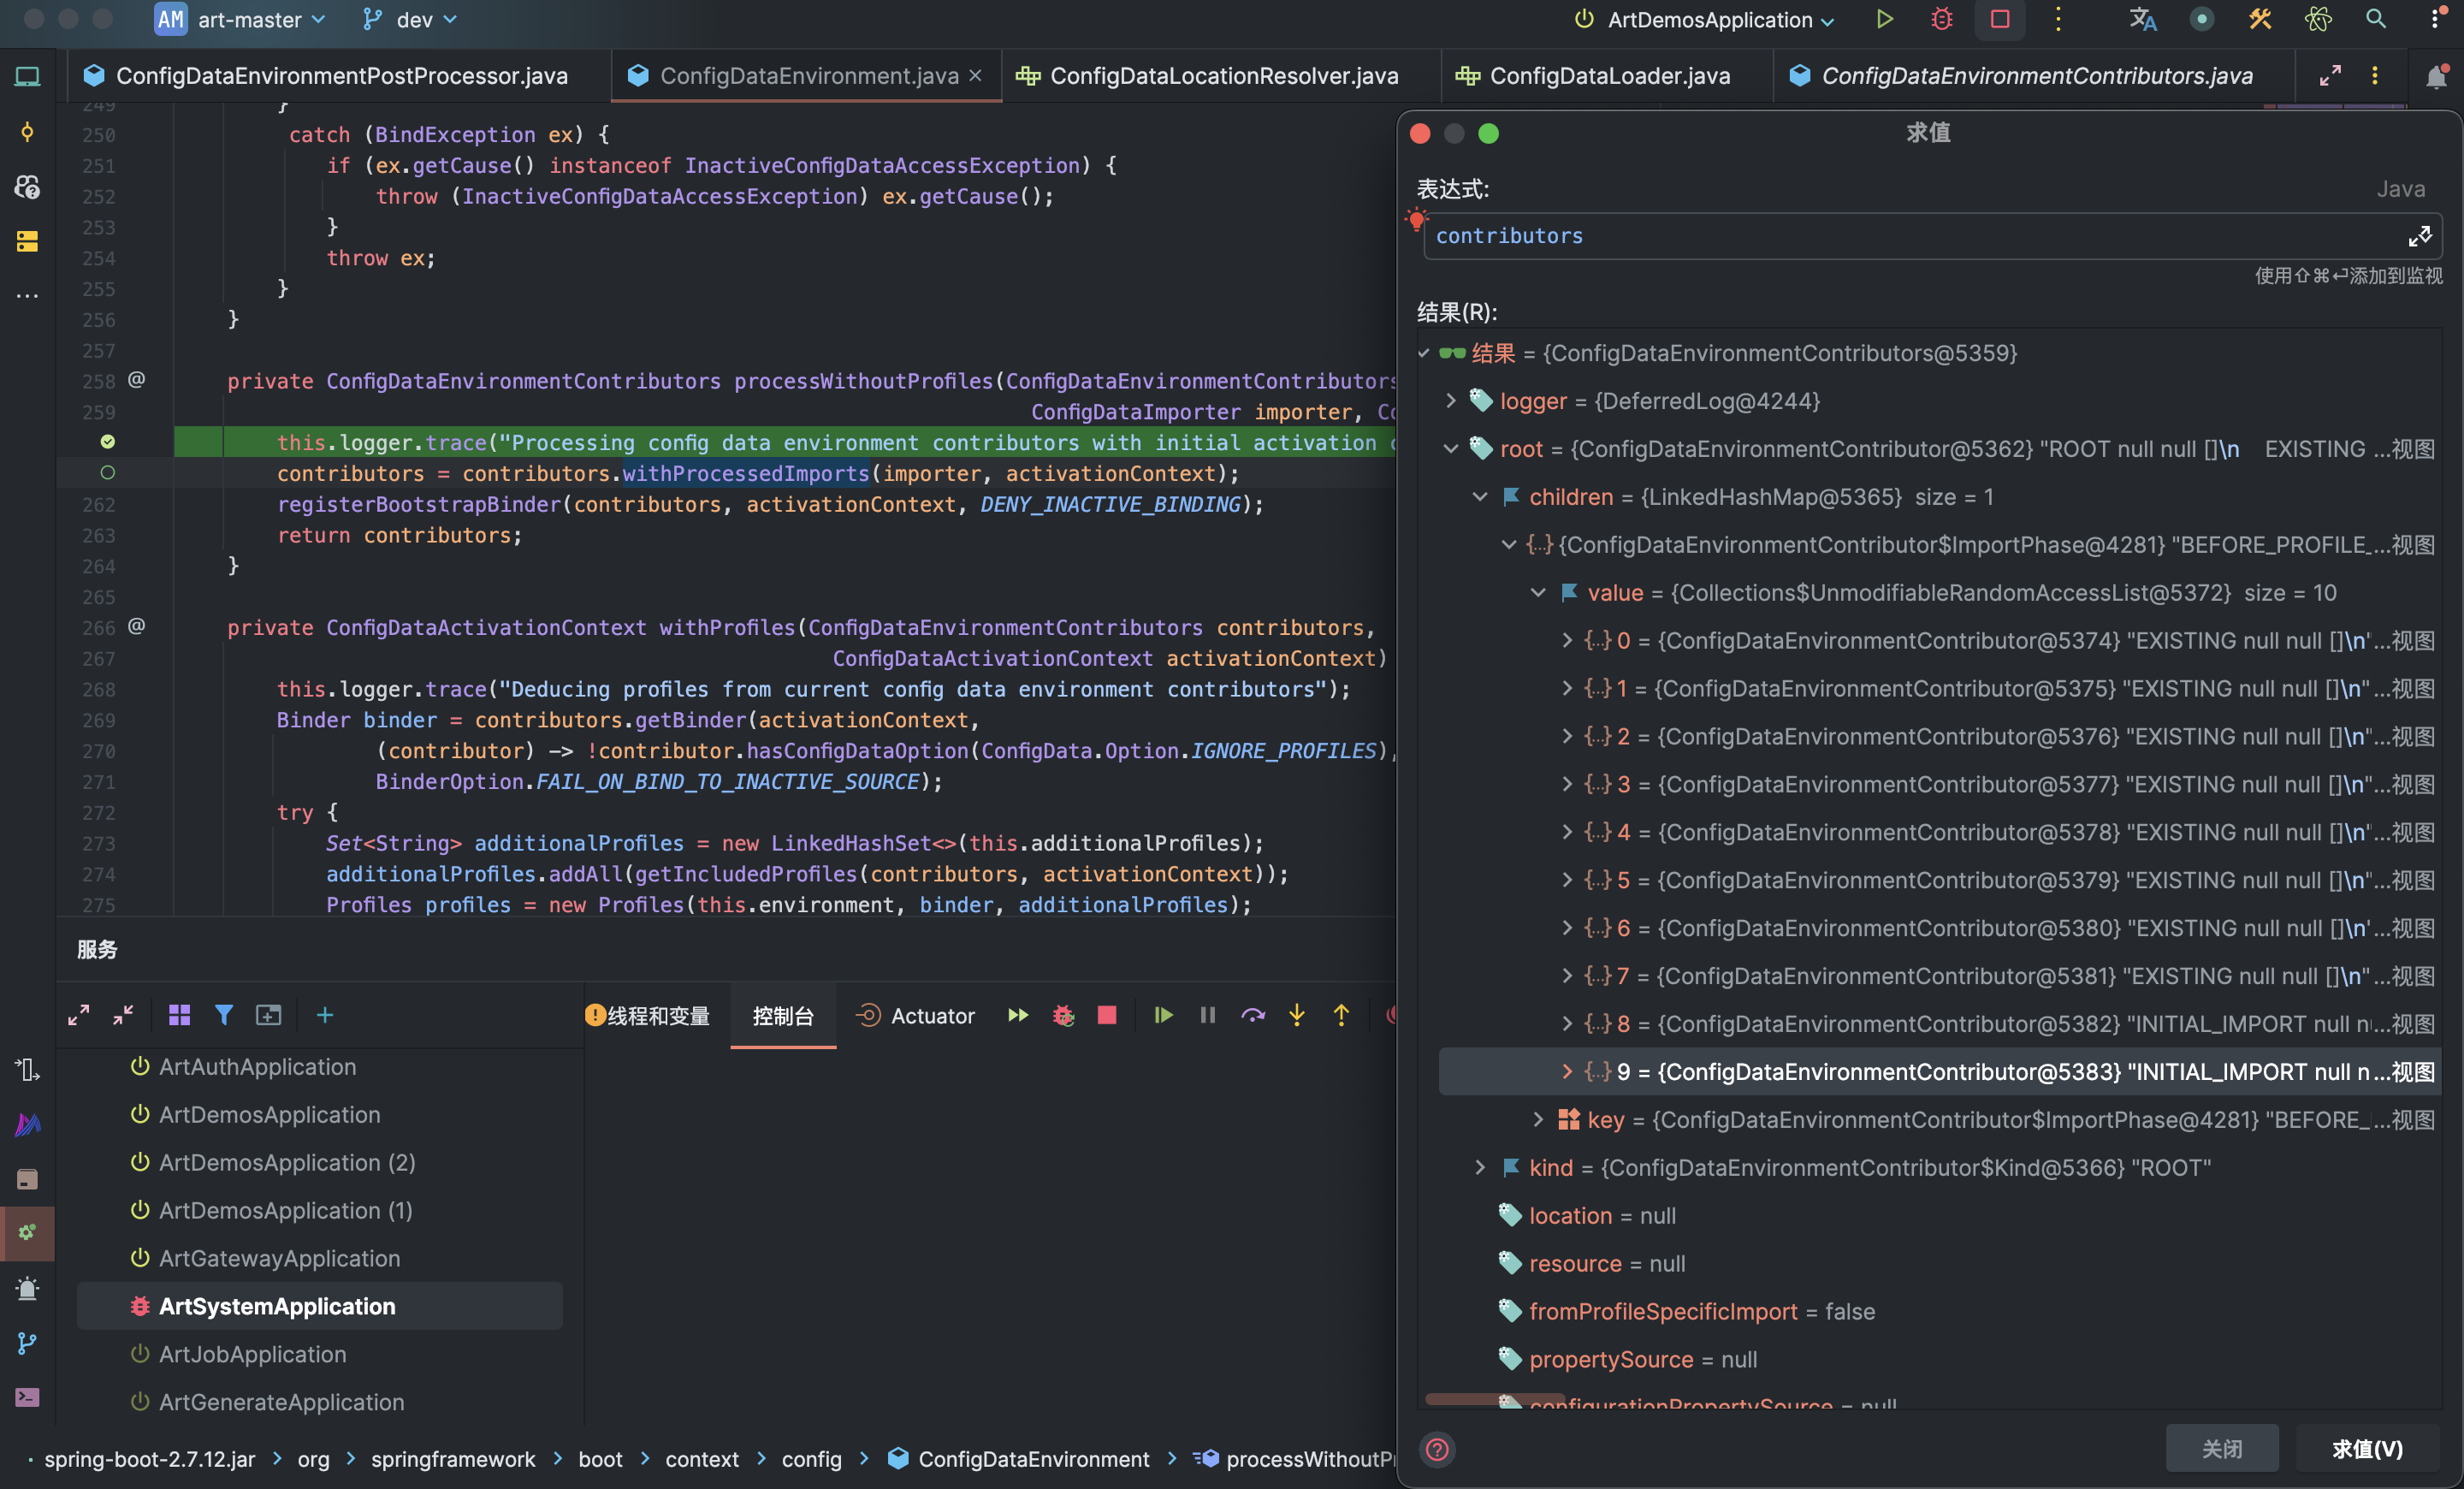 AM art-master dev ArtDemosApplication
ConfigDataEnvironmentPostProcessor.java ConfigDataEnvironment.java ConfigDataLocationResolver.java ConfigDataLoader.java ConfigDataEnvironmentContributors.java
249 }
250 catch (BindException ex) {
251 if (ex.getCause() instanceof InactiveConfigDataAccessException) {
252 throw (InactiveConfigDataAccessException) ex.getCause();
253 }
254 throw ex;
255 }
256 }
257
258 @ private ConfigDataEnvironmentContributors processWithoutProfiles(ConfigDataEnvironmentContributors
259 ConfigDataImporter importer, Co
this.logger.trace("Processing config data environment contributors with initial activation c
contributors = contributors.withProcessedImports(importer, activationContext);
262 registerBootstrapBinder(contributors, activationContext, DENY_INACTIVE_BINDING);
263 return contributors;
264 }
265
266 @ private ConfigDataActivationContext withProfiles(ConfigDataEnvironmentContributors contributors,
267 ConfigDataActivationContext activationContext)
268 this.logger.trace("Deducing profiles from current config data environment contributors");
269 Binder binder = contributors.getBinder(activationContext,
270 (contributor) -> !contributor.hasConfigDataOption(ConfigData.Option.IGNORE_PROFILES),
271 BinderOption.FAIL_ON_BIND_TO_INACTIVE_SOURCE);
272 try {
273 Set<String> additionalProfiles = new LinkedHashSet<>(this.additionalProfiles);
274 additionalProfiles.addAll(getIncludedProfiles(contributors, activationContext));
275 Profiles profiles = new Profiles(this.environment, binder, additionalProfiles);
服务
线程和变量 控制台 Actuator
ArtAuthApplication
ArtDemosApplication
ArtDemosApplication (2)
ArtDemosApplication (1)
ArtGatewayApplication
ArtSystemApplication
ArtJobApplication
ArtGenerateApplication
spring-boot-2.7.12.jar > org > springframework > boot > context > config > ConfigDataEnvironment > processWithoutPr
求值
表达式: Java
contributors
使用⇧⌘↩添加到监视
结果(R):
结果 = {ConfigDataEnvironmentContributors@5359}
logger = {DeferredLog@4244}
root = {ConfigDataEnvironmentContributor@5362} "ROOT null null []\n EXISTING ...视图
children = {LinkedHashMap@5365} size = 1
{...} {ConfigDataEnvironmentContributor$ImportPhase@4281} "BEFORE_PROFILE_...视图
value = {Collections$UnmodifiableRandomAccessList@5372} size = 10
{...} 0 = {ConfigDataEnvironmentContributor@5374} "EXISTING null null []\n"...视图
{...} 1 = {ConfigDataEnvironmentContributor@5375} "EXISTING null null []\n"...视图
{...} 2 = {ConfigDataEnvironmentContributor@5376} "EXISTING null null []\n"...视图
{...} 3 = {ConfigDataEnvironmentContributor@5377} "EXISTING null null []\n"...视图
{...} 4 = {ConfigDataEnvironmentContributor@5378} "EXISTING null null []\n"...视图
{...} 5 = {ConfigDataEnvironmentContributor@5379} "EXISTING null null []\n"...视图
{...} 6 = {ConfigDataEnvironmentContributor@5380} "EXISTING null null []\n"...视图
{...} 7 = {ConfigDataEnvironmentContributor@5381} "EXISTING null null []\n"...视图
{...} 8 = {ConfigDataEnvironmentContributor@5382} "INITIAL_IMPORT null n...视图
{...} 9 = {ConfigDataEnvironmentContributor@5383} "INITIAL_IMPORT null n...视图
key = {ConfigDataEnvironmentContributor$ImportPhase@4281} "BEFORE_...视图
kind = {ConfigDataEnvironmentContributor$Kind@5366} "ROOT"
location = null
resource = null
fromProfileSpecificImport = false
propertySource = null
configurationPropertySource = null
关闭 求值(V)